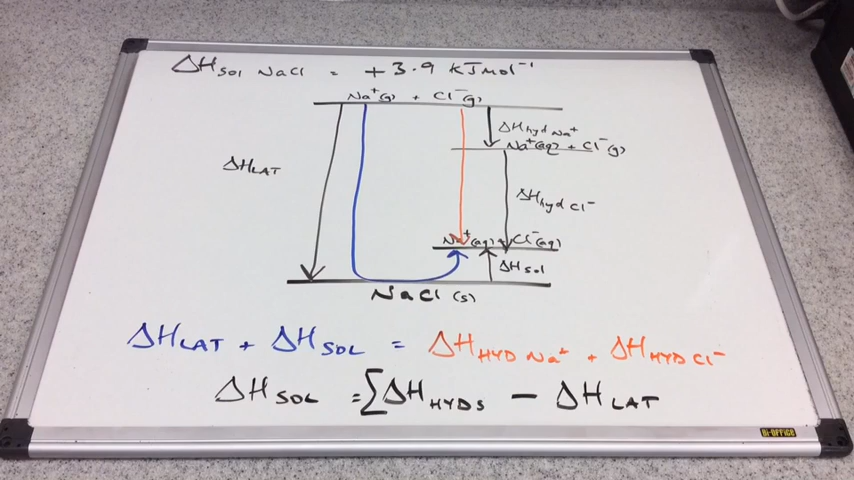 ΔHsol NaCl = +3.9 kJmol⁻¹
Na⁺(g) + Cl⁻(g)
ΔHhyd Na⁺
Na⁺(aq) + Cl⁻(g)
ΔHLAT
ΔHhyd Cl⁻
Na⁺(aq) + Cl⁻(aq)
ΔHsol
NaCl (s)
ΔHLAT + ΔHSOL = ΔHHYD Na⁺ + ΔHHYD Cl⁻
ΔHSOL = ∑ΔHHYDS − ΔHLAT
Bi-OFFICE